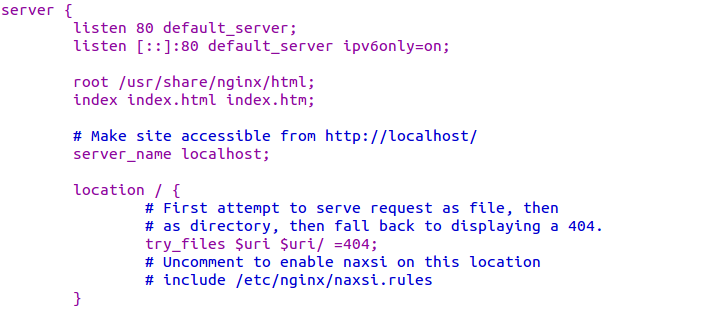 server {
        listen 80 default_server;
        listen [::]:80 default_server ipv6only=on;

        root /usr/share/nginx/html;
        index index.html index.htm;

        # Make site accessible from http://localhost/
        server_name localhost;

        location / {
                # First attempt to serve request as file, then
                # as directory, then fall back to displaying a 404.
                try_files $uri $uri/ =404;
                # Uncomment to enable naxsi on this location
                # include /etc/nginx/naxsi.rules
        }